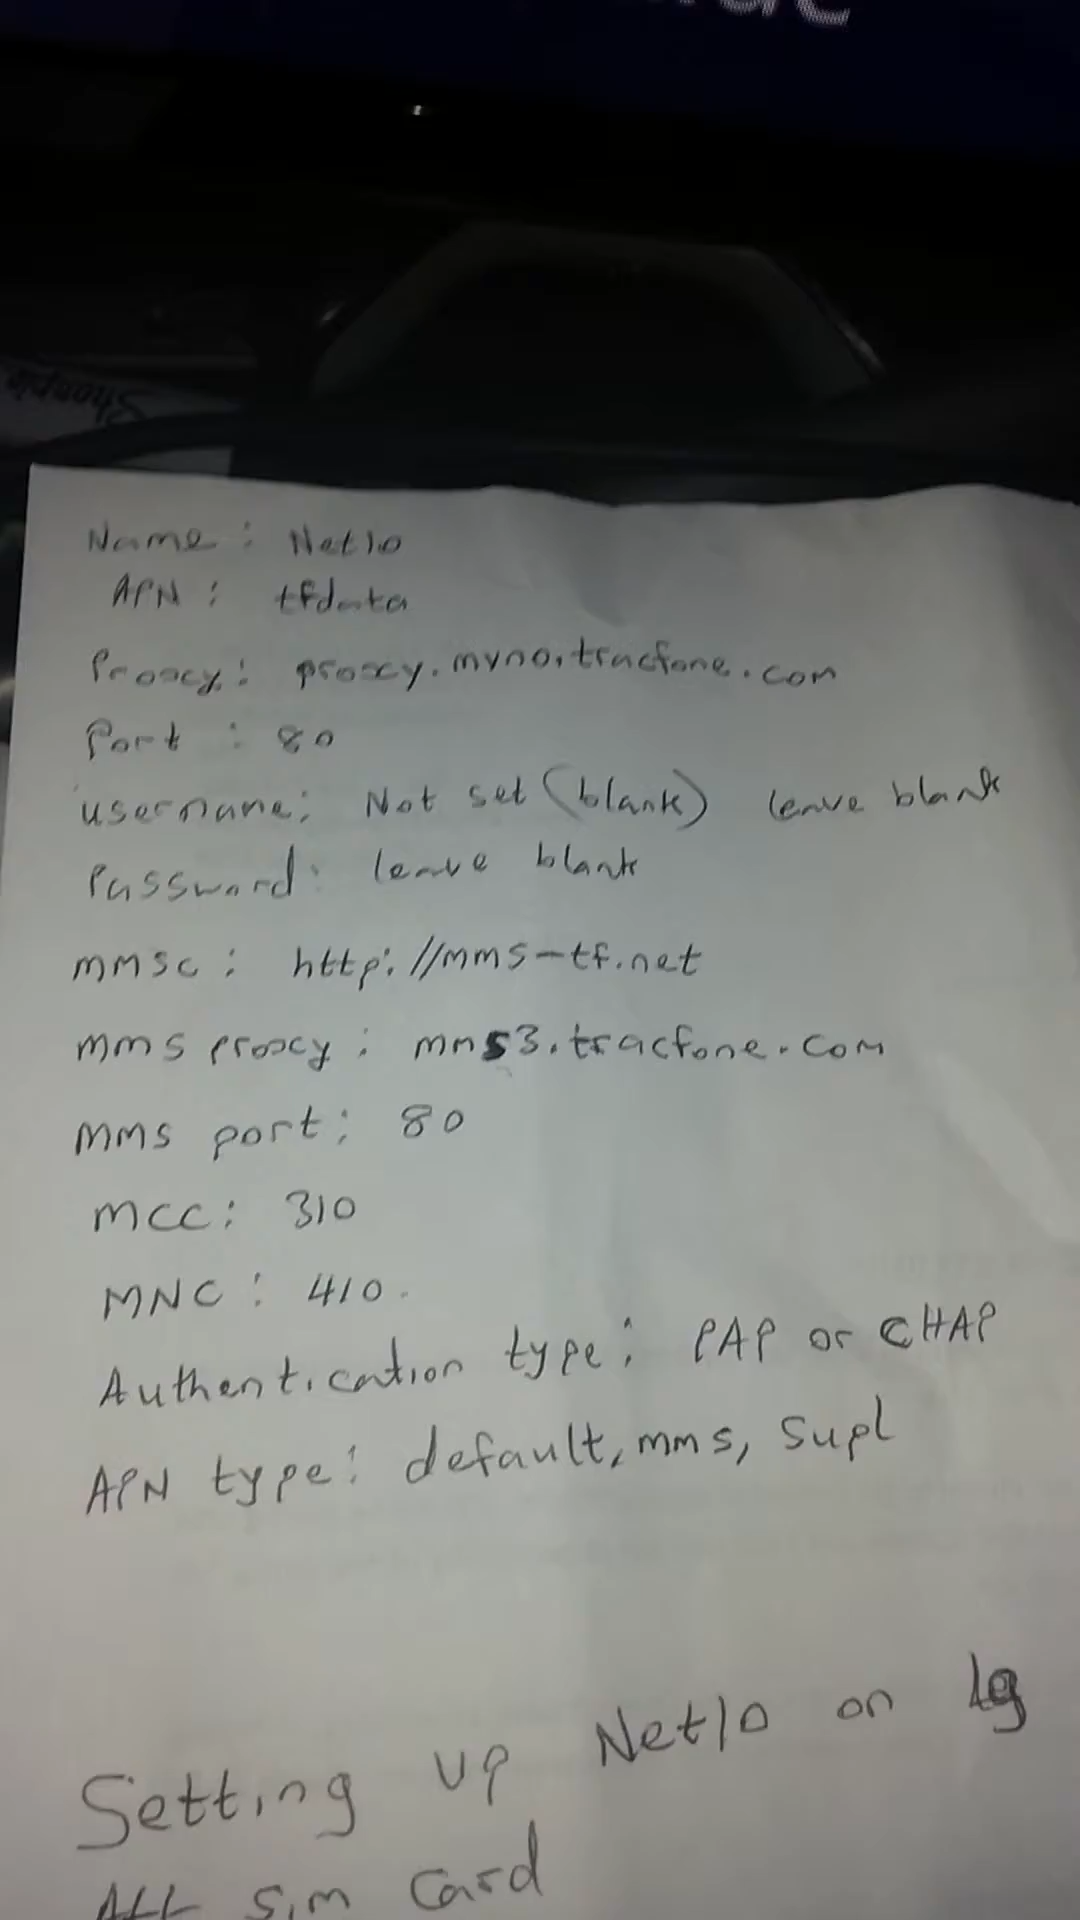 Name : Net10
APN : tfdata
Proxy : proxy.mvno.tracfone.com
Port : 80
username: Not set (blank) leave blank
Password: leave blank
mmsc : http://mms-tf.net
mms proxy : mms3.tracfone.com
mms port: 80
MCC: 310
MNC : 410
Authentication type: PAP or CHAP
APN type: default, mms, supl
Setting up Net10 on lg
Att sim card